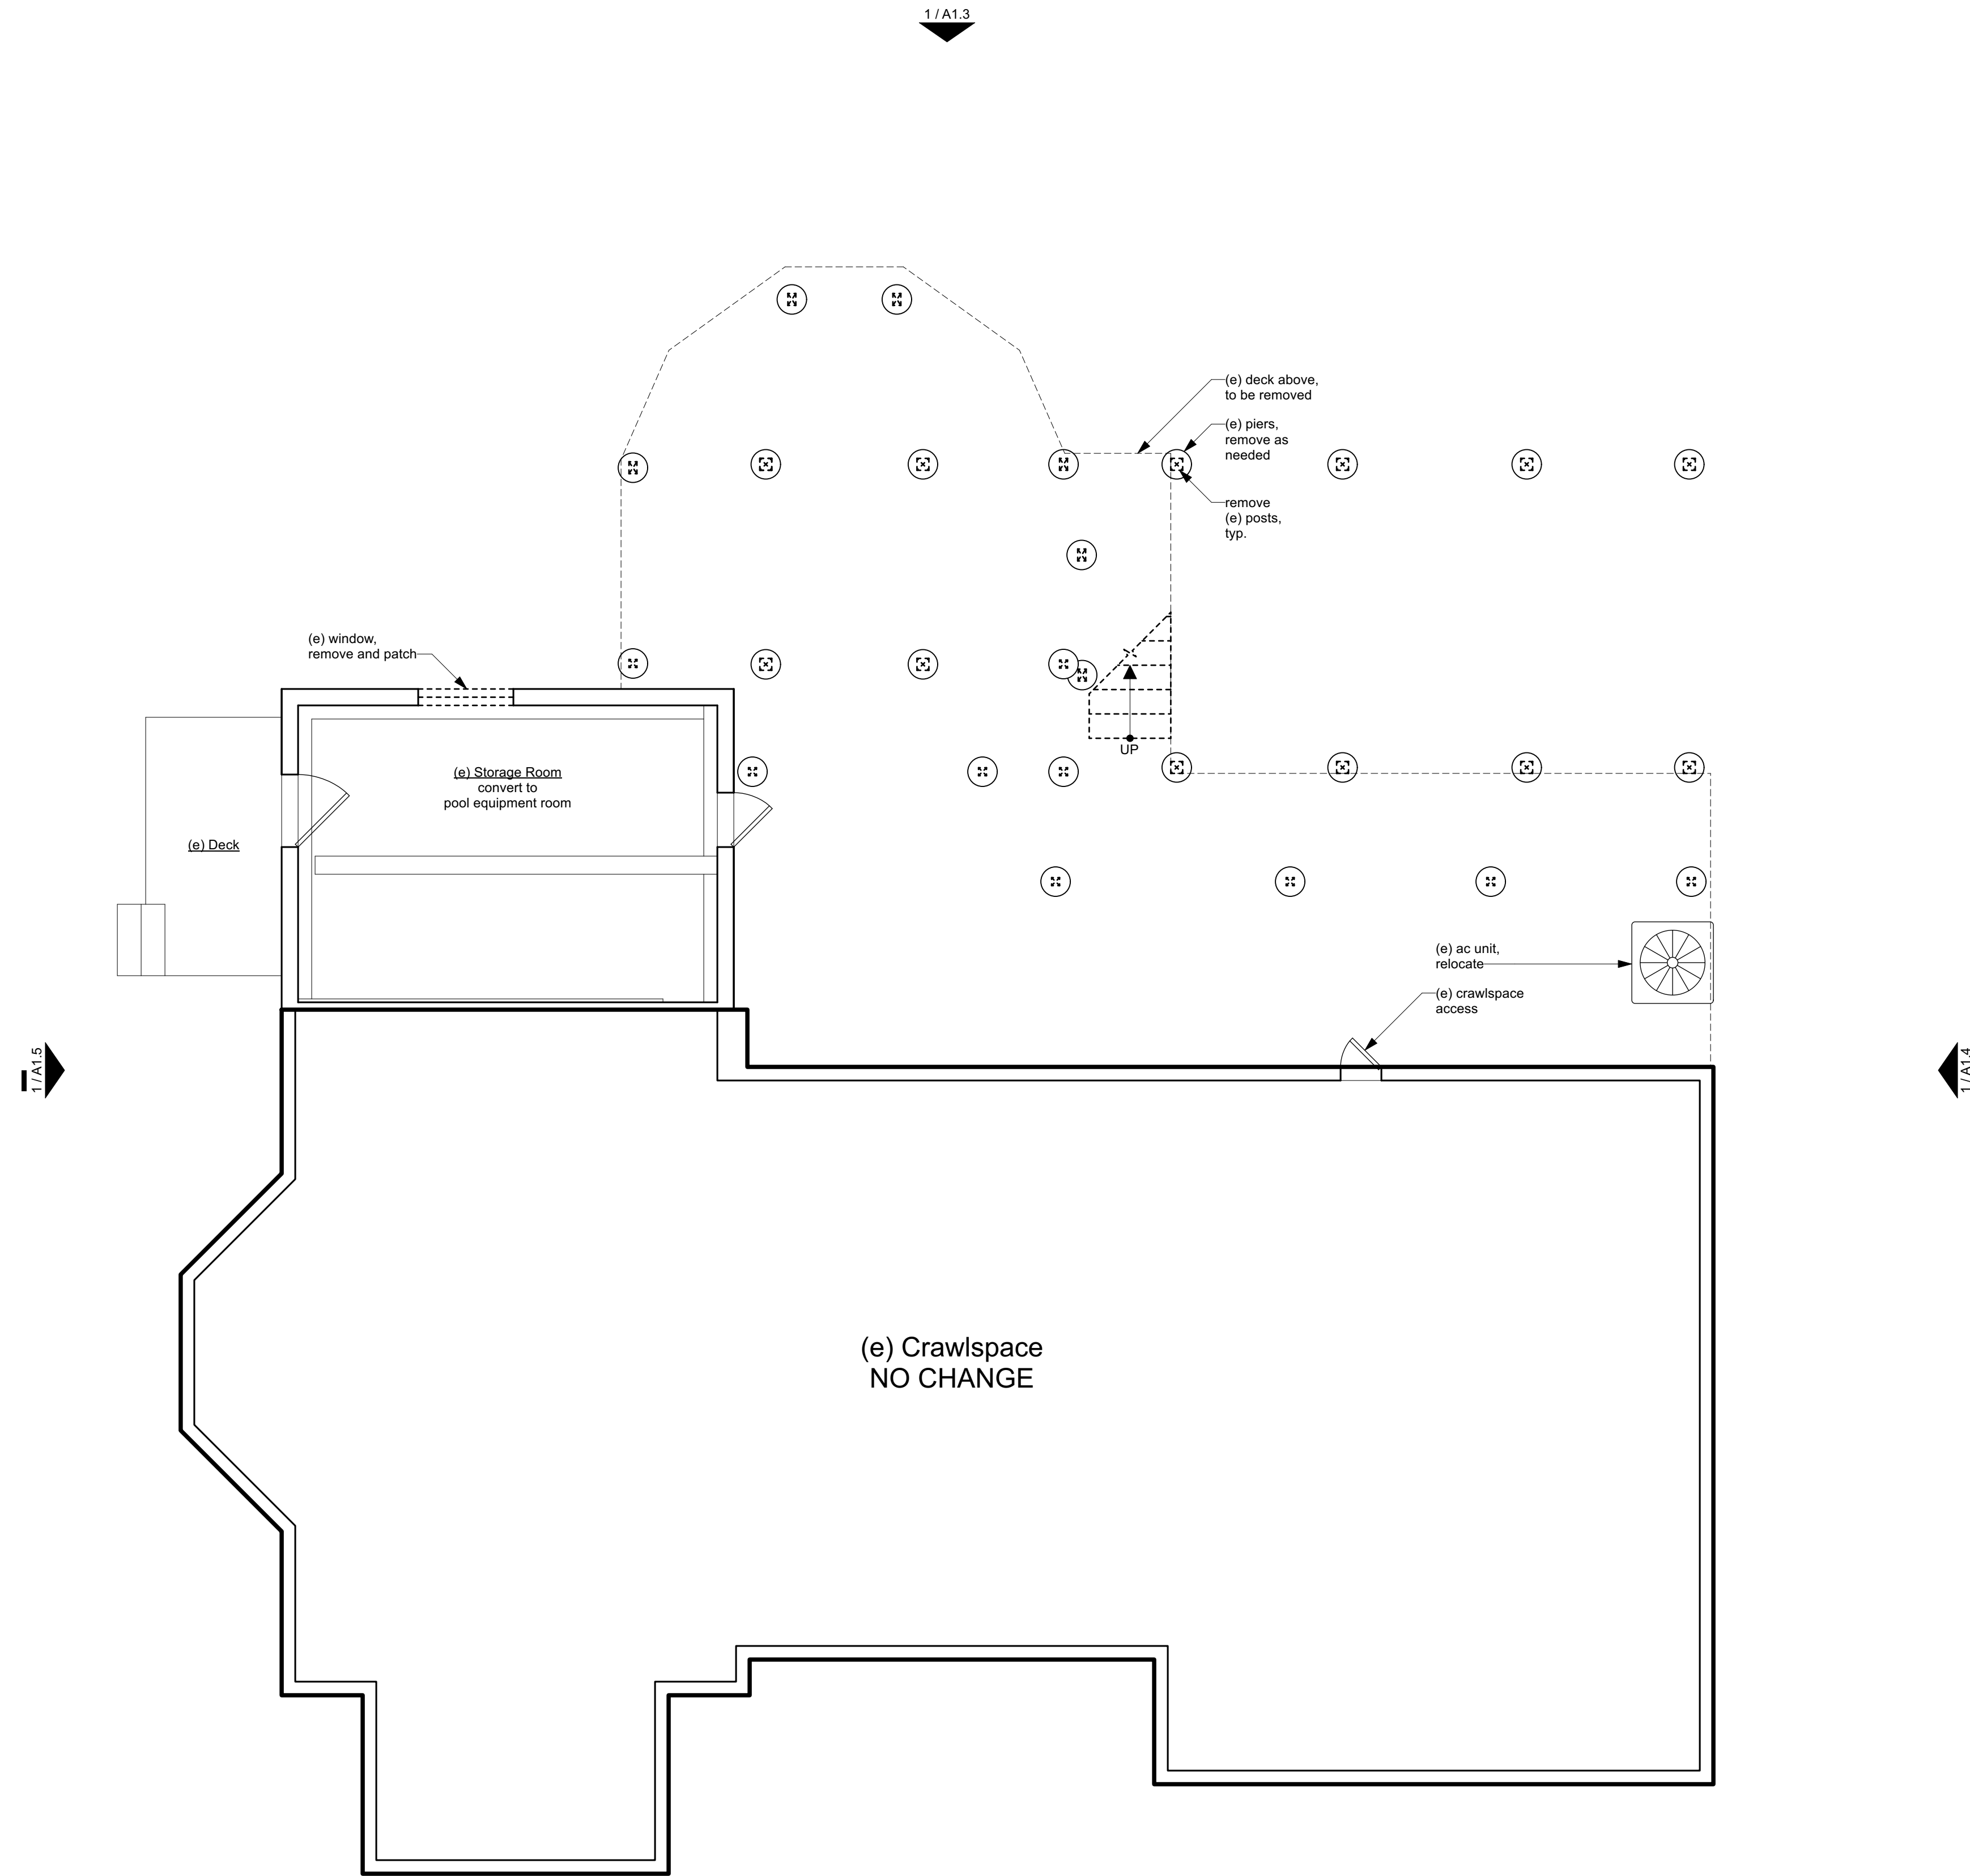 1 / A1.3
(e) deck above,
to be removed
(e) piers,
remove as
needed
remove
(e) posts,
typ.
(e) window,
remove and patch
UP
(e) Storage Room
convert to
pool equipment room
(e) Deck
(e) ac unit,
relocate
(e) crawlspace
access
1 / A1.5
1 / A1.4
(e) Crawlspace
NO CHANGE